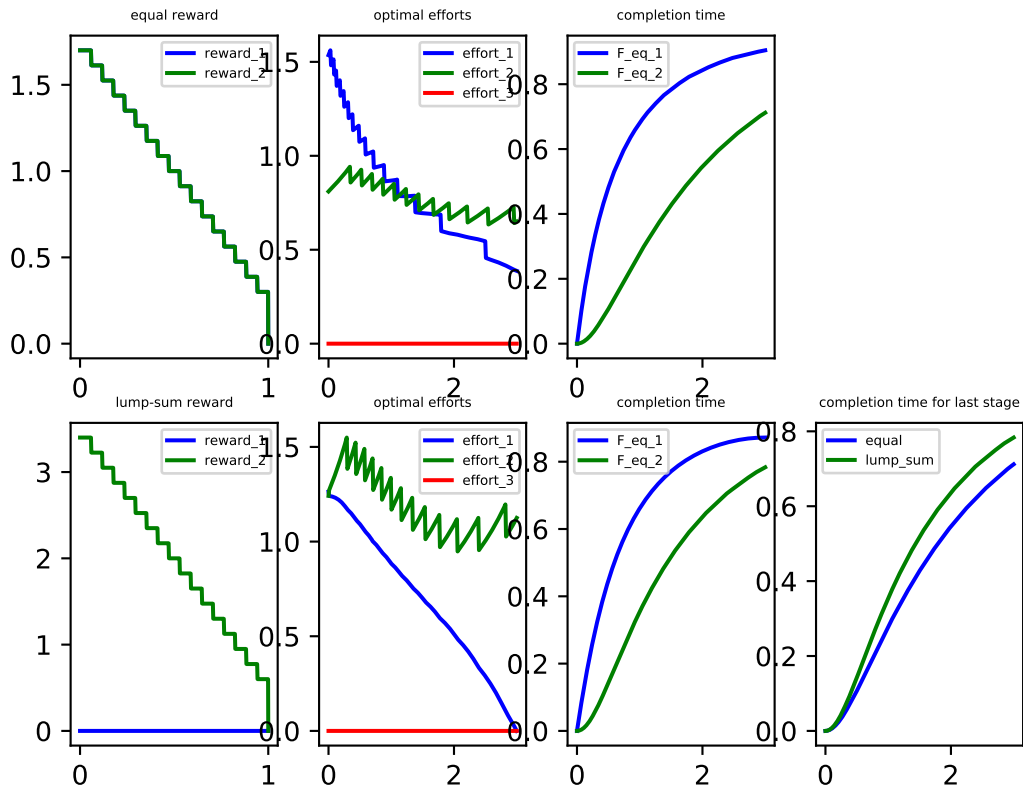 equal reward
optimal efforts
completion time
reward_1
reward_2
effort_1
effort_2
effort_3
F_eq_1
F_eq_2
1.5
1.0
0.5
0.0
0
1
1.5
1.0
0.5
0.0
0
2
0.8
0.6
0.4
0.2
0.0
0
2
lump-sum reward
optimal efforts
completion time
completion time for last stage
reward_1
reward_2
effort_1
effort_2
effort_3
F_eq_1
F_eq_2
equal
lump_sum
3
2
1
0
0
1
1.5
1.0
0.5
0.0
0
2
0.8
0.6
0.4
0.2
0.0
0
2
0.8
0.6
0.4
0.2
0.0
0
2